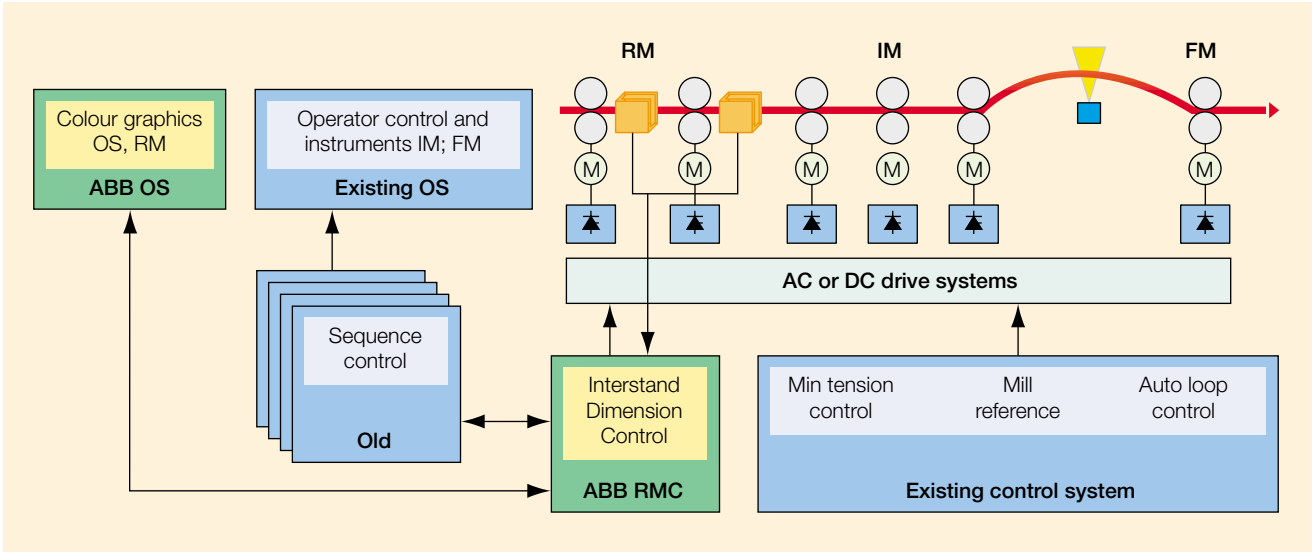 RM
IM
FM
Colour graphics
OS, RM
ABB OS
Operator control and
instruments IM; FM
Existing OS
M
M
M
M
M
M
AC or DC drive systems
Sequence
control
Old
Interstand
Dimension
Control
ABB RMC
Min tension
control
Mill
reference
Auto loop
control
Existing control system